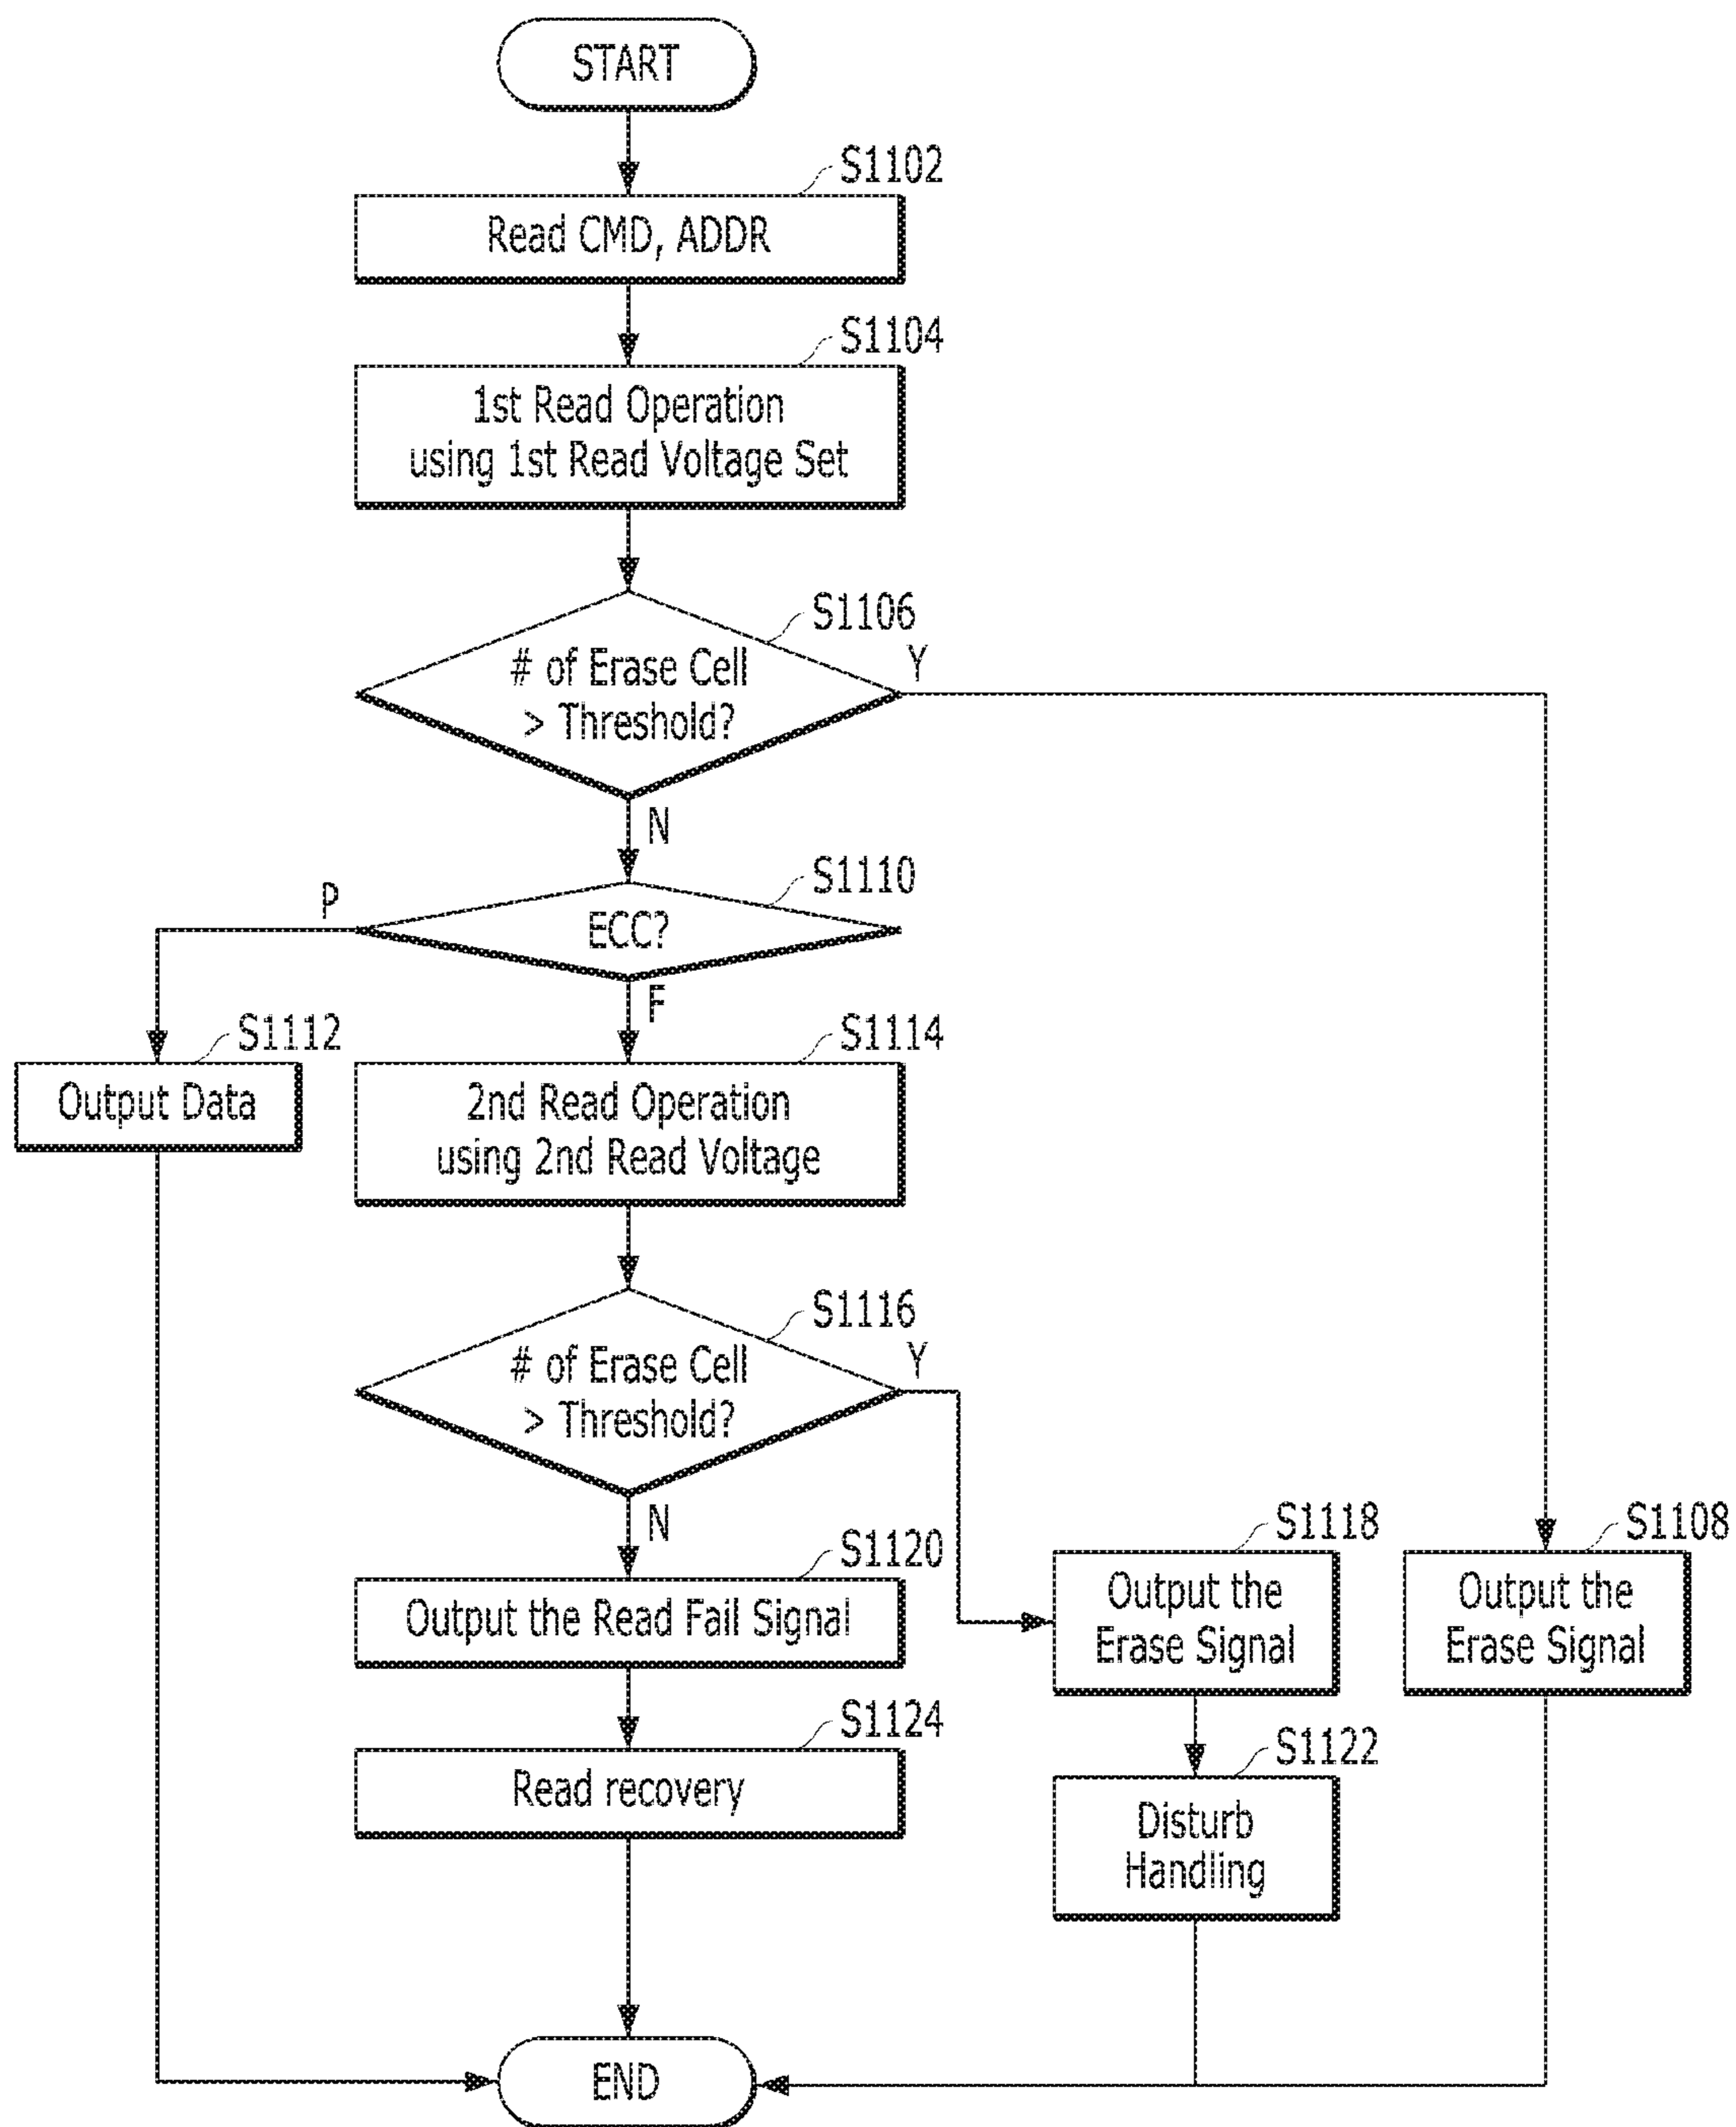 START
S1102
Read CMD, ADDR
S1104
1st Read Operation
using 1st Read Voltage Set
S1106
# of Erase Cell
> Threshold?
Y
N
S1110
P
ECC?
F
S1112
Output Data
S1114
2nd Read Operation
using 2nd Read Voltage
S1116
# of Erase Cell
> Threshold?
Y
N
S1120
Output the Read Fail Signal
S1118
Output the
Erase Signal
S1108
Output the
Erase Signal
S1124
Read recovery
S1122
Disturb
Handling
END